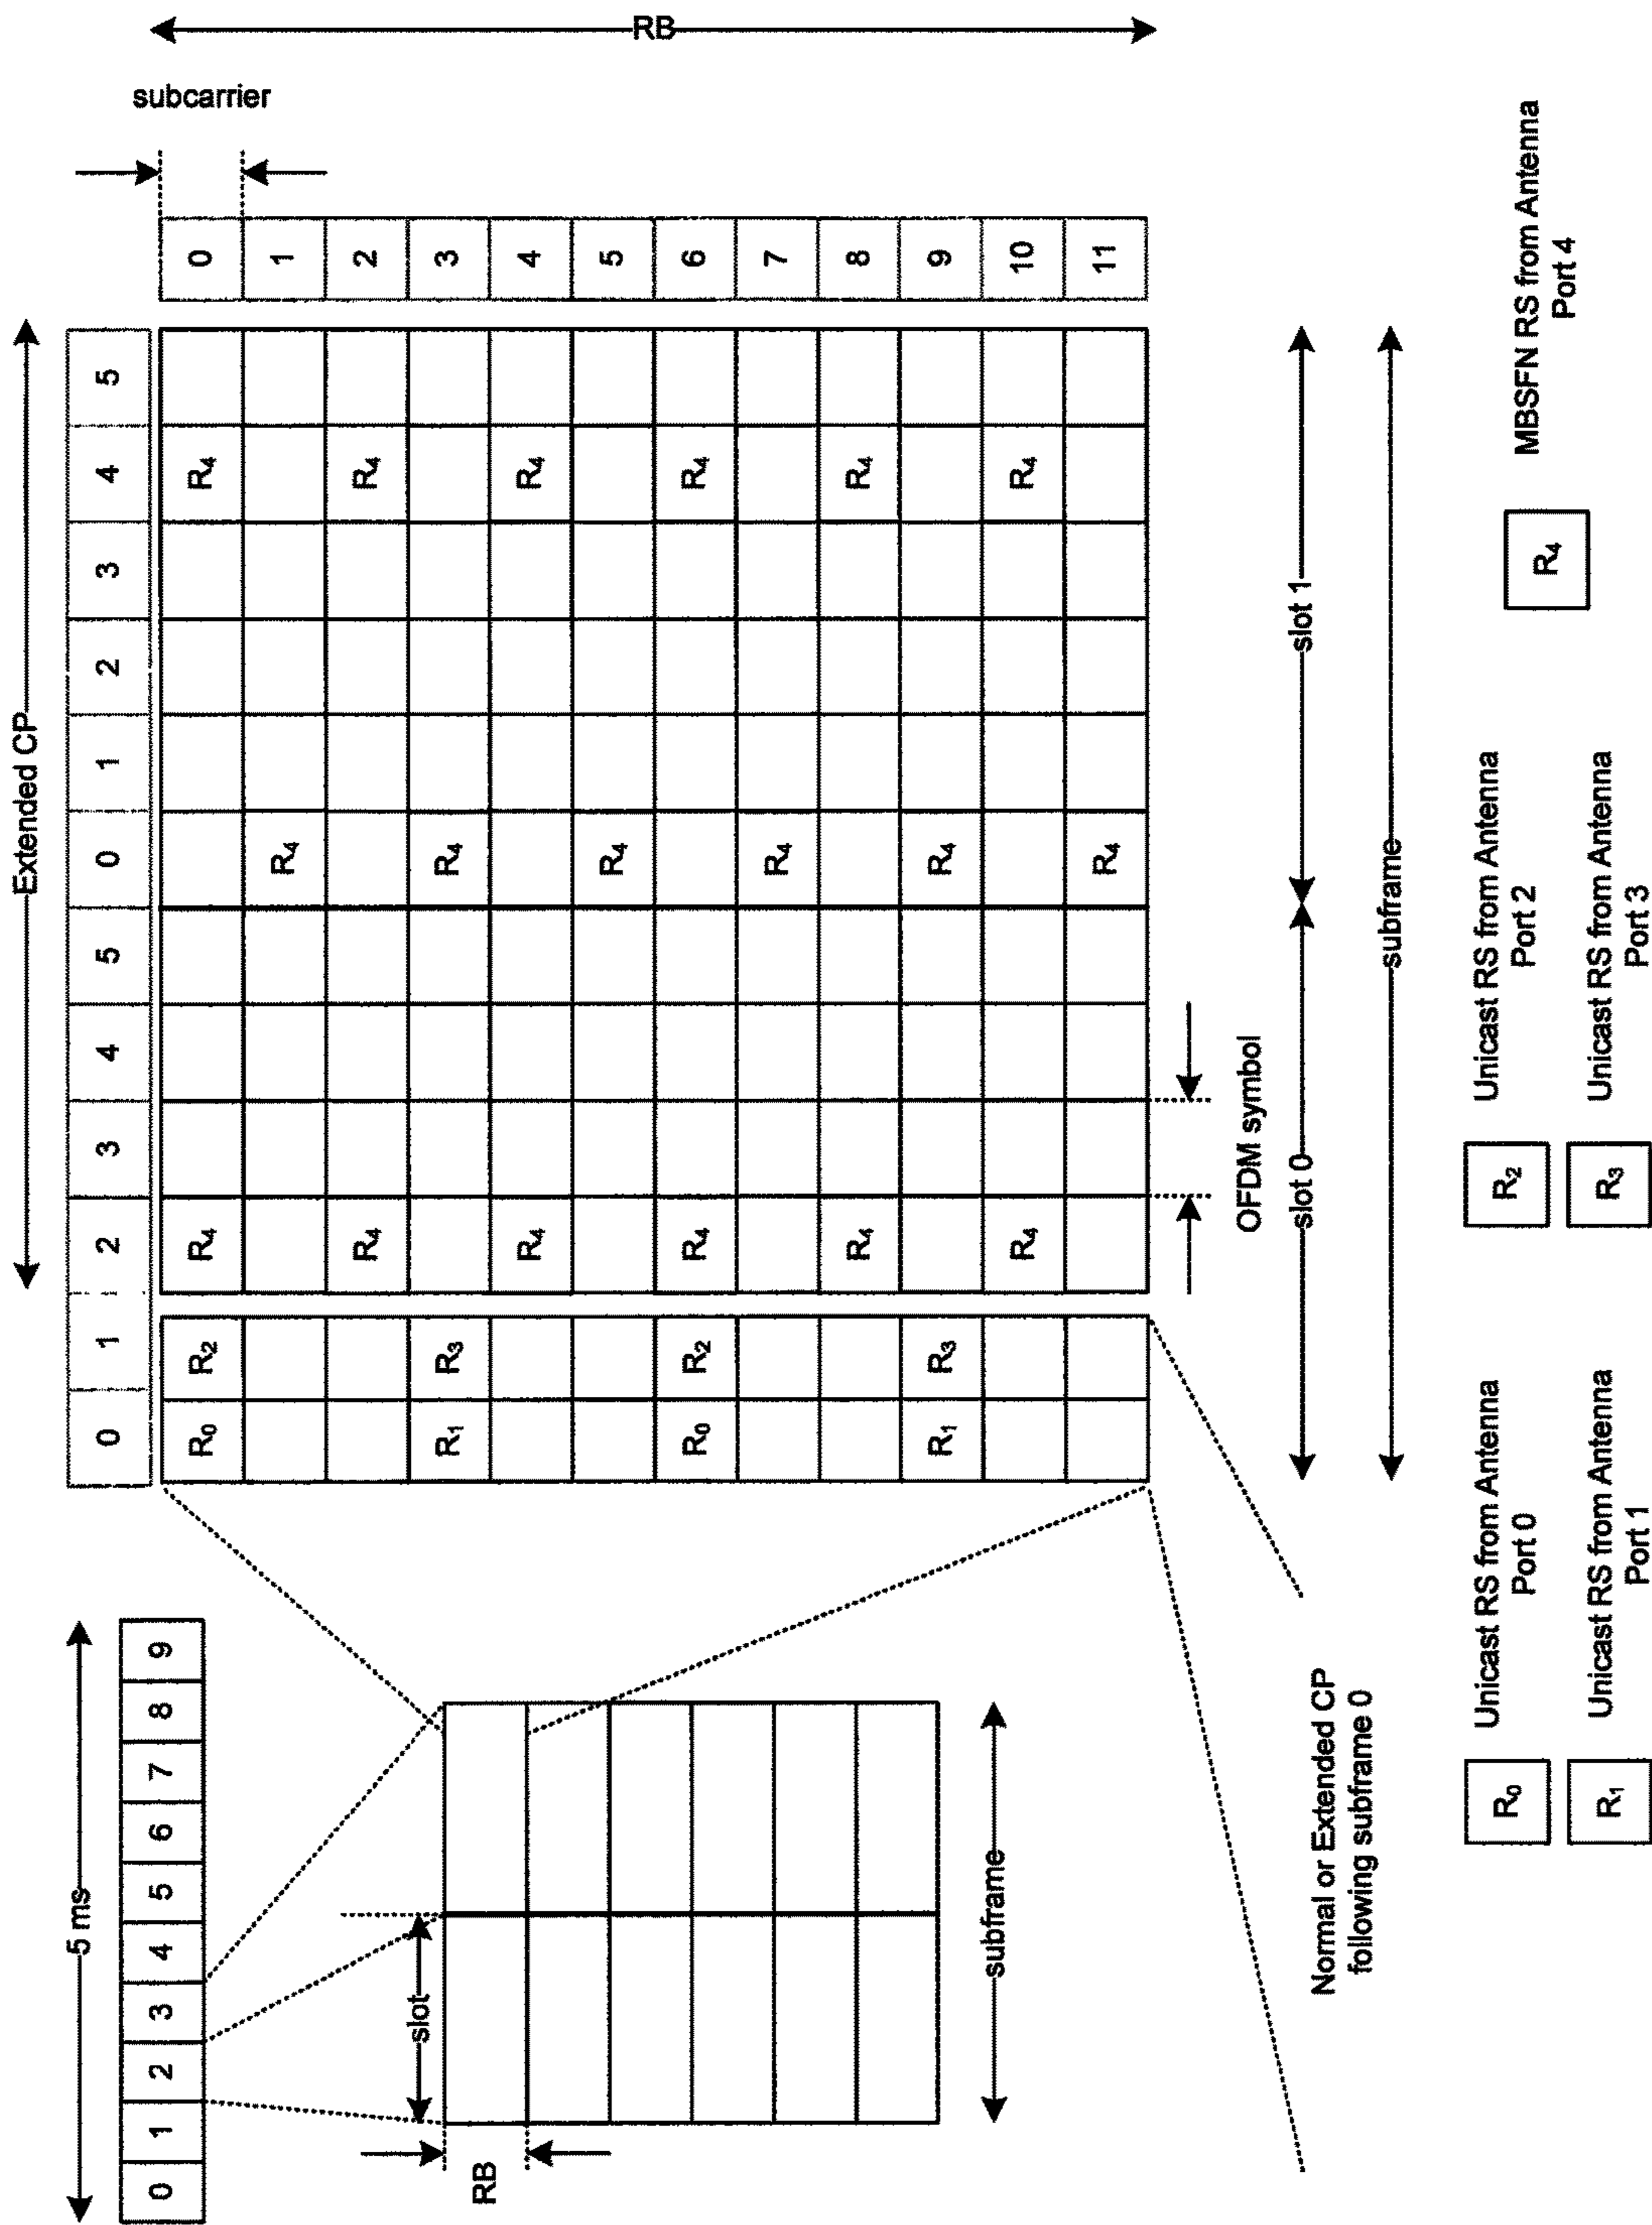 Extended CP
5 ms
0 1 2 3 4 5 6 7 8 9
0 1 2 3 4 5 0 1 2 3 4 5
subcarrier
R0 R2 R4 R4 0
R4 1
R4 R4 2
R1 R3 R4 3
R4 R4 4
R4 5
R0 R2 R4 R4 6
R4 7
R4 R4 8
R1 R3 R4 9
R4 R4 10
R4 11
RB
slot
RB
subframe
OFDM symbol
slot 0
slot 1
subframe
Normal or Extended CP
following subframe 0
R0
Unicast RS from Antenna
Port 0
R2
Unicast RS from Antenna
Port 2
R4
MBSFN RS from Antenna
Port 4
R1
Unicast RS from Antenna
Port 1
R3
Unicast RS from Antenna
Port 3